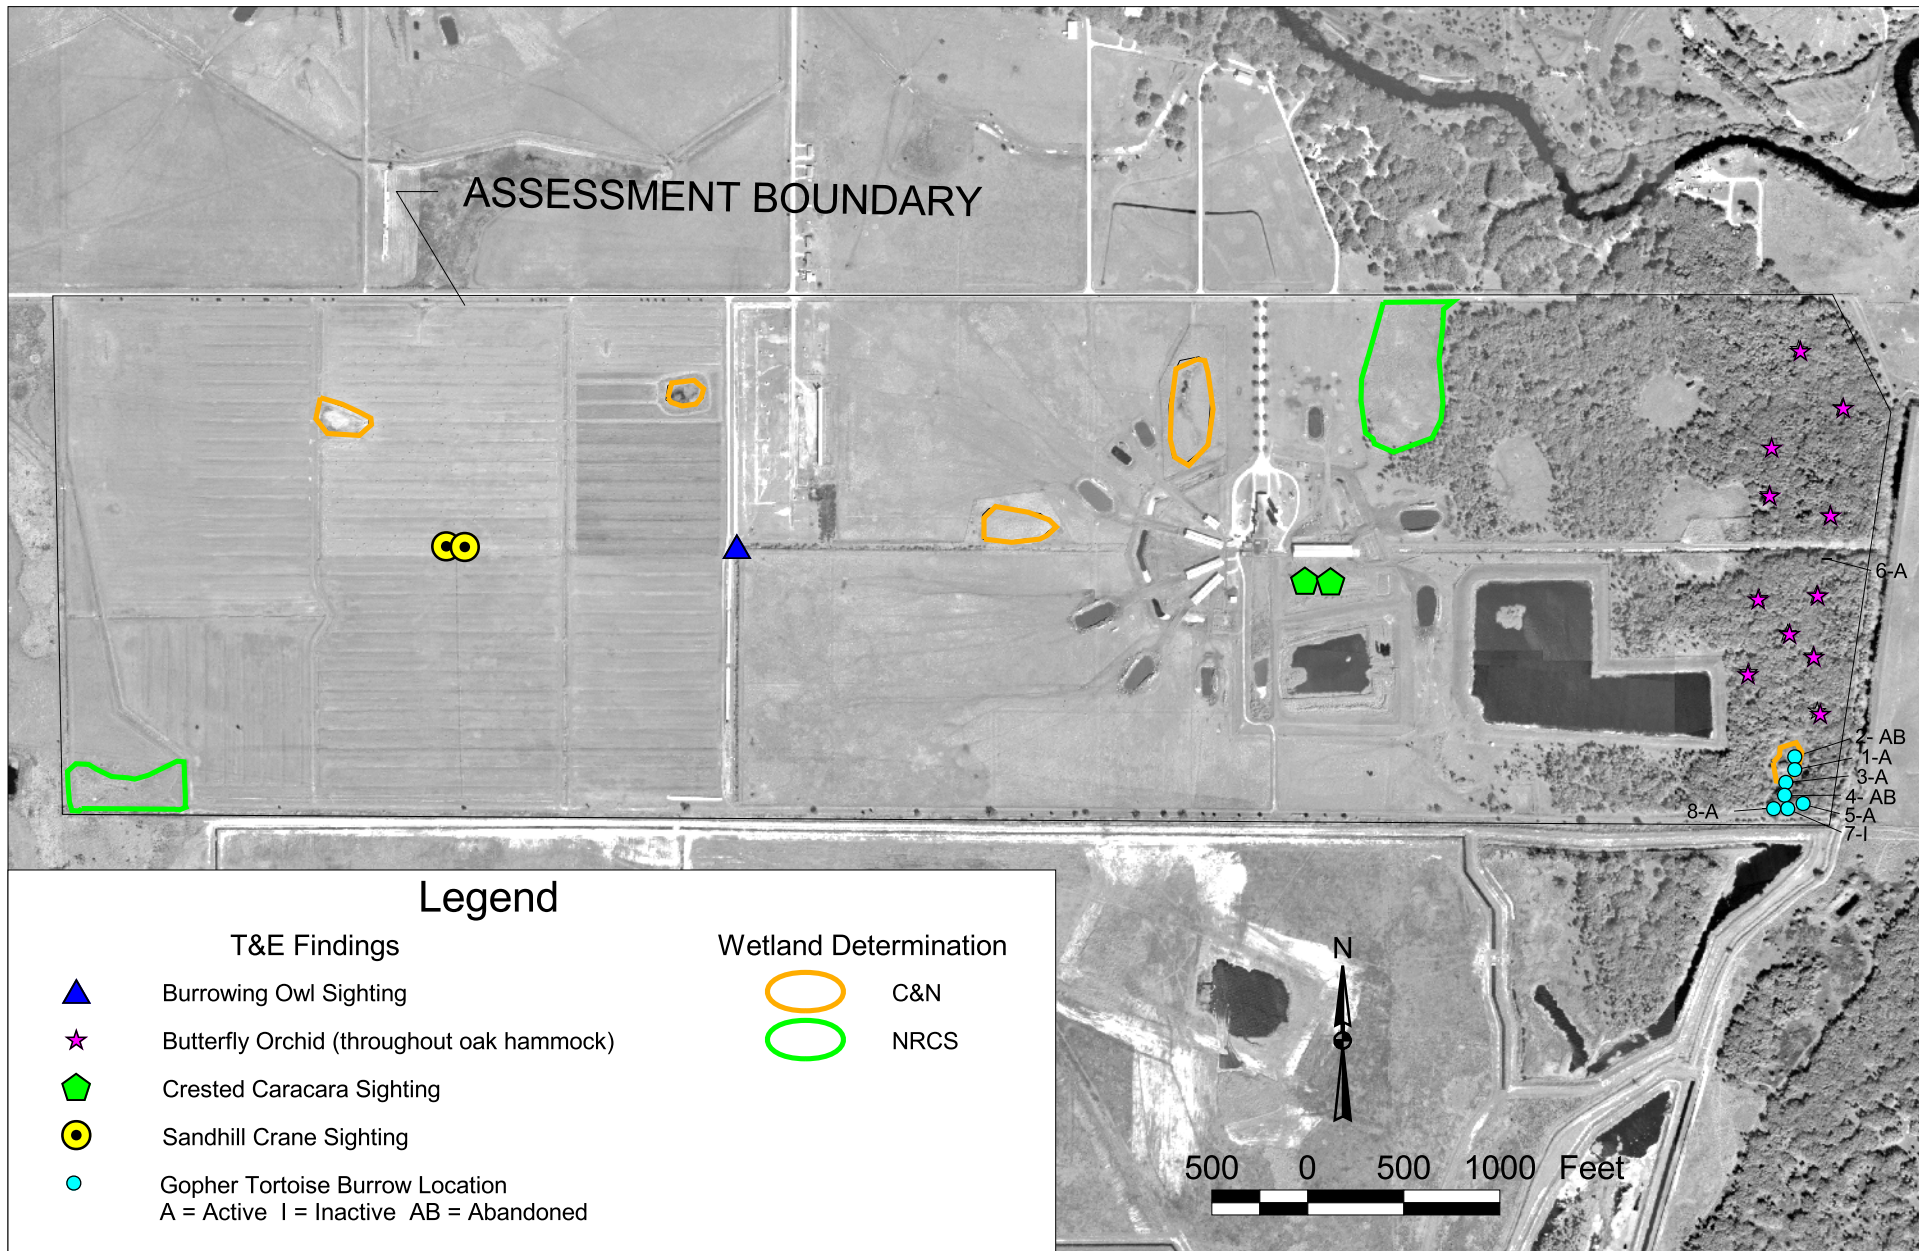 ASSESSMENT BOUNDARY
6-A
2- AB
1-A
3-A
4- AB
8-A
5-A
7-I
Legend
T&E Findings
Wetland Determination
Burrowing Owl Sighting
C&N
Butterfly Orchid (throughout oak hammock)
NRCS
Crested Caracara Sighting
Sandhill Crane Sighting
Gopher Tortoise Burrow Location
A = Active I = Inactive AB = Abandoned
N
500 0 500 1000 Feet